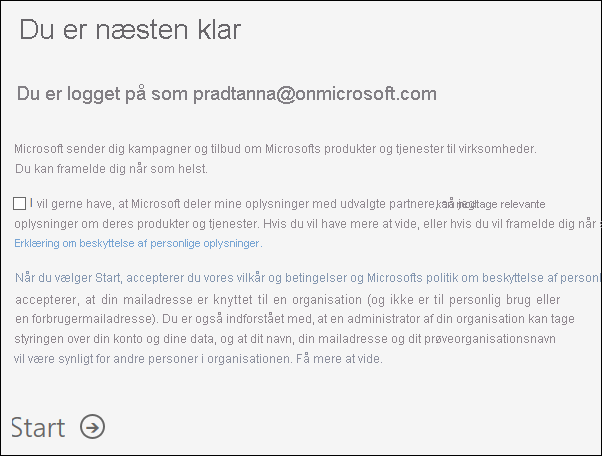 Du er næsten klar
Du er logget på som pradtanna@onmicrosoft.com
Microsoft sender dig kampagner og tilbud om Microsofts produkter og tjenester til virksomheder.
Du kan framelde dig når som helst.
I vil gerne have, at Microsoft deler mine oplysninger med udvalgte partnere, så jeg kan modtage relevante
oplysninger om deres produkter og tjenester. Hvis du vil have mere at vide, eller hvis du vil framelde dig når
Erklæring om beskyttelse af personlige oplysninger.
Når du vælger Start, accepterer du vores vilkår og betingelser og Microsofts politik om beskyttelse af personl
accepterer, at din mailadresse er knyttet til en organisation (og ikke er til personlig brug eller
en forbrugermailadresse). Du er også indforstået med, at en administrator af din organisation kan tage
styringen over din konto og dine data, og at dit navn, din mailadresse og dit prøveorganisationsnavn
vil være synligt for andre personer i organisationen. Få mere at vide.
Start